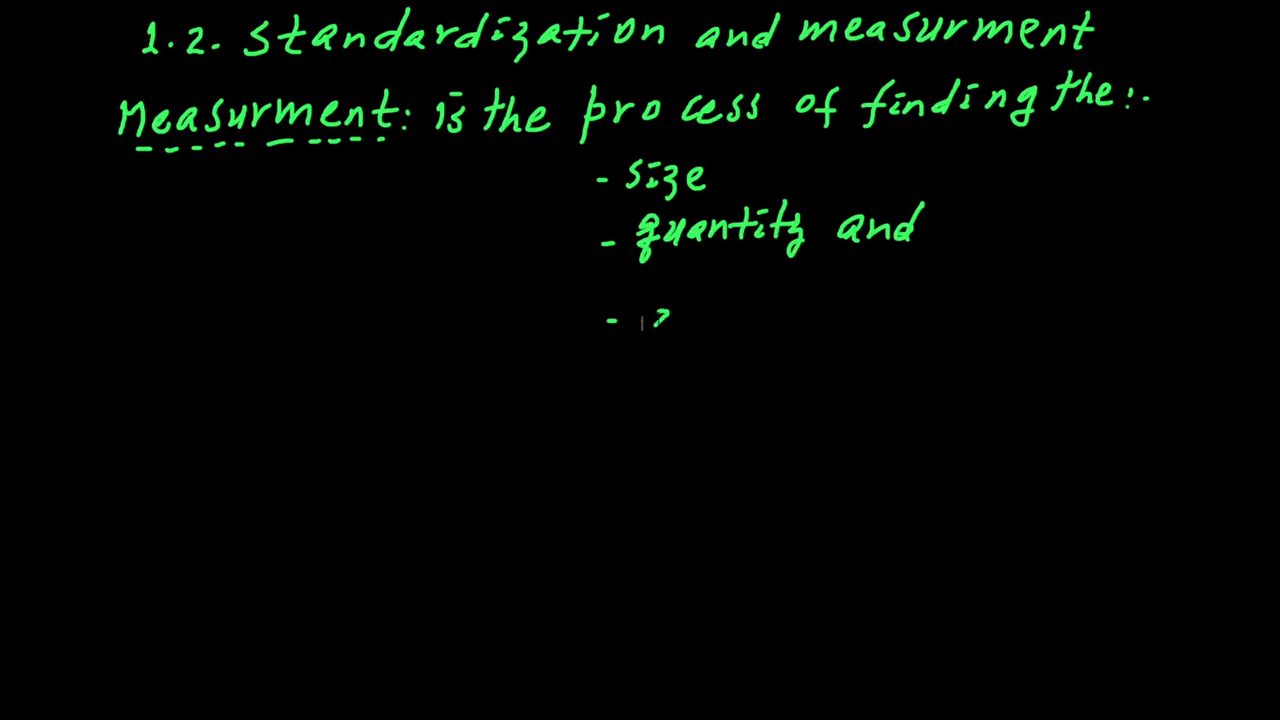 1.2. standardization and measurment
Measurment: is the process of finding the:.
- size
- quantity and
-